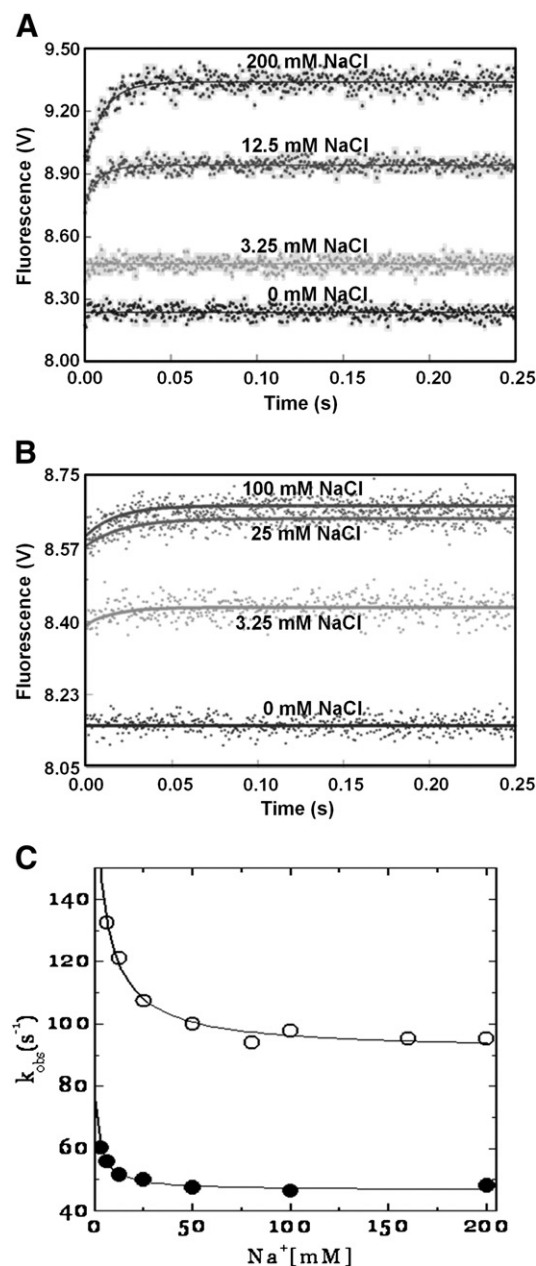 A
9.50
9.20
8.90
8.60
8.30
8.00
Fluorescence (V)
200 mM NaCl
12.5 mM NaCl
3.25 mM NaCl
0 mM NaCl
0.00 0.05 0.10 0.15 0.20 0.25
Time (s)
B
8.75
8.57
8.40
8.23
8.05
Fluorescence (V)
100 mM NaCl
25 mM NaCl
3.25 mM NaCl
0 mM NaCl
0.00 0.05 0.10 0.15 0.20 0.25
Time (s)
C
140
120
100
80
60
40
k_obs(s⁻¹)
0 50 100 150 200
Na⁺[mM]